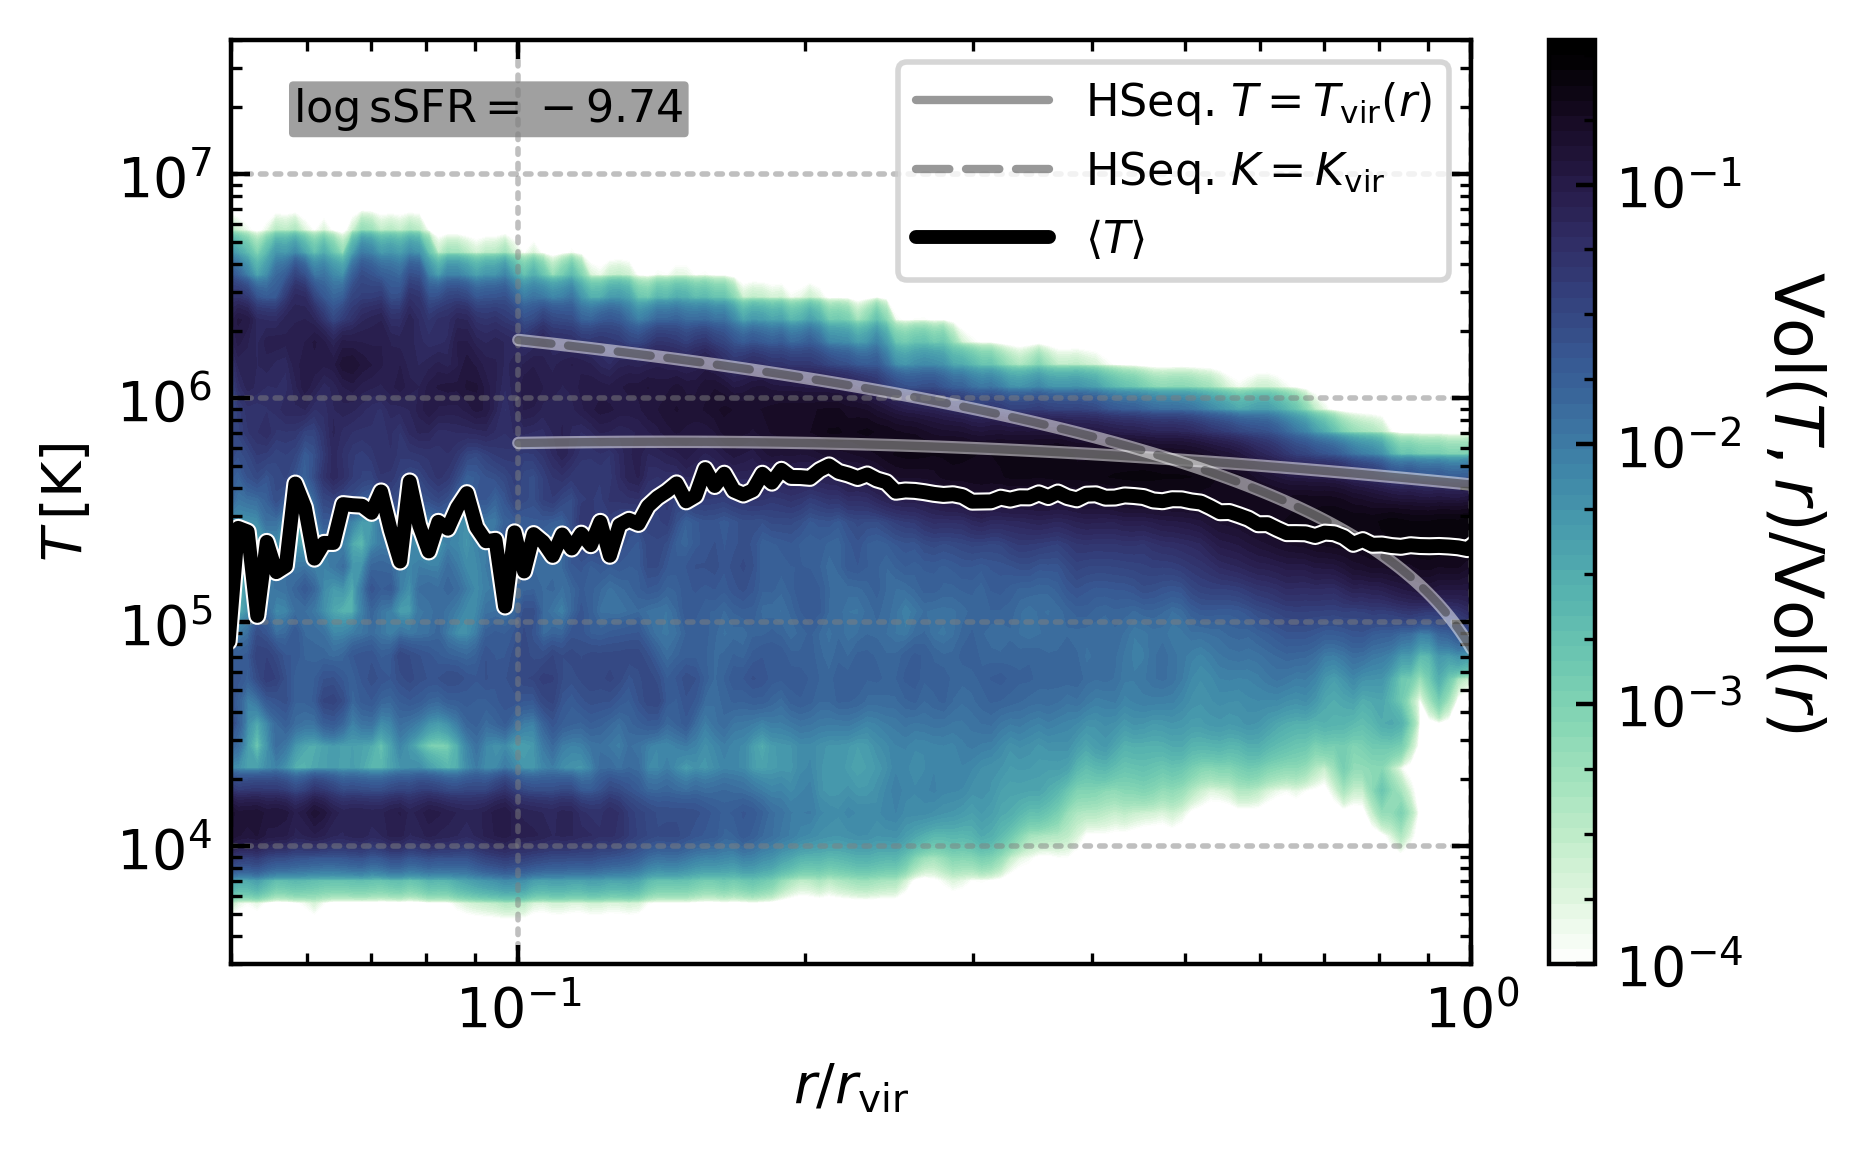 log sSFR = −9.74
HSeq. T = T_vir(r)
HSeq. K = K_vir
⟨T⟩
10^7
10^6
10^5
10^4
T [K]
10^−1
10^0
r/r_vir
10^−1
10^−2
10^−3
10^−4
Vol(T, r)/Vol(r)